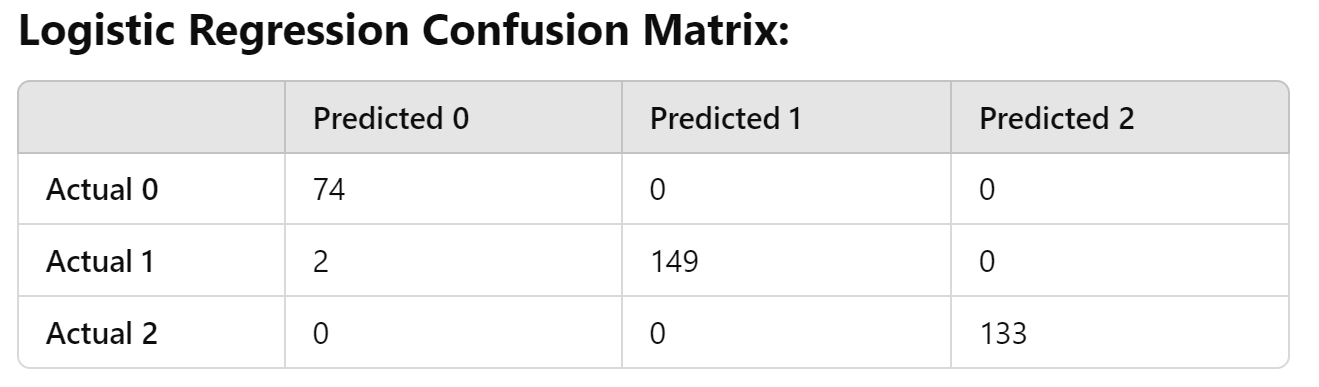 Logistic Regression Confusion Matrix:
Predicted 0 Predicted 1 Predicted 2
Actual 0 74 0 0
Actual 1 2 149 0
Actual 2 0 0 133